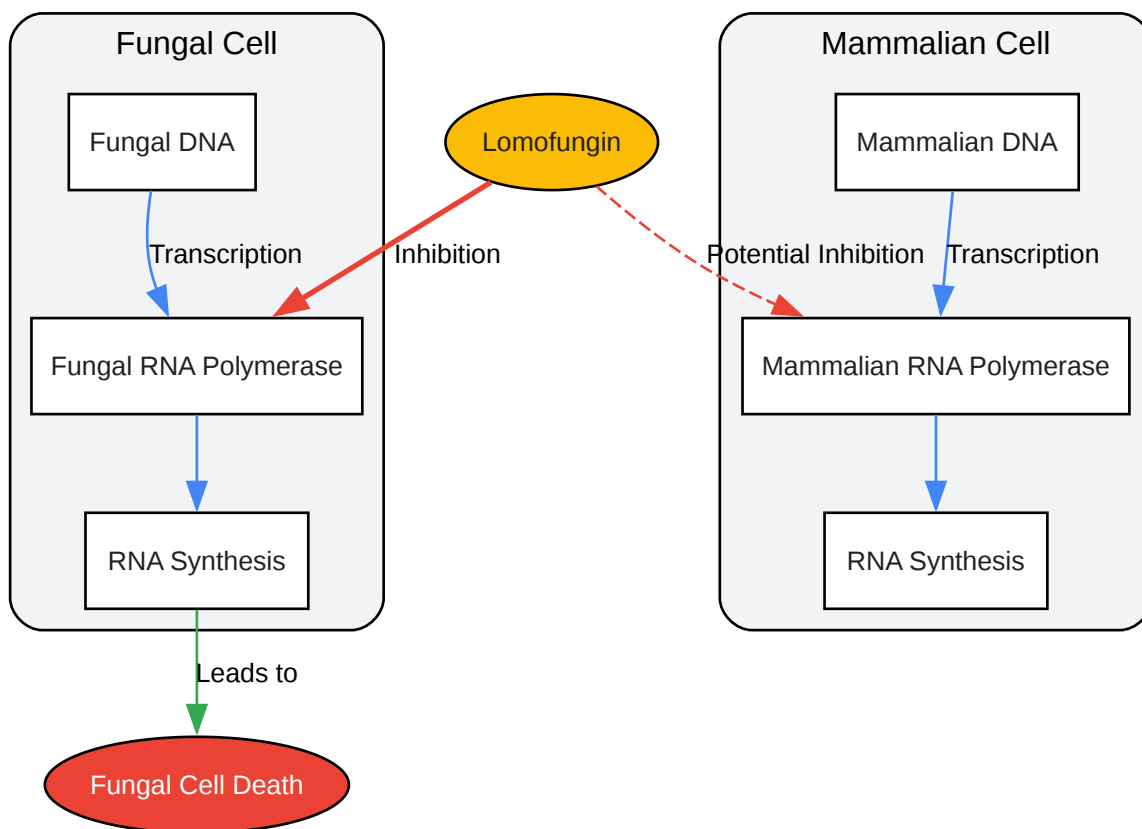 Fungal Cell
Mammalian Cell
Fungal DNA
Lomofungin
Mammalian DNA
Transcription
Inhibition
Potential Inhibition
Transcription
Fungal RNA Polymerase
Mammalian RNA Polymerase
RNA Synthesis
RNA Synthesis
Leads to
Fungal Cell Death